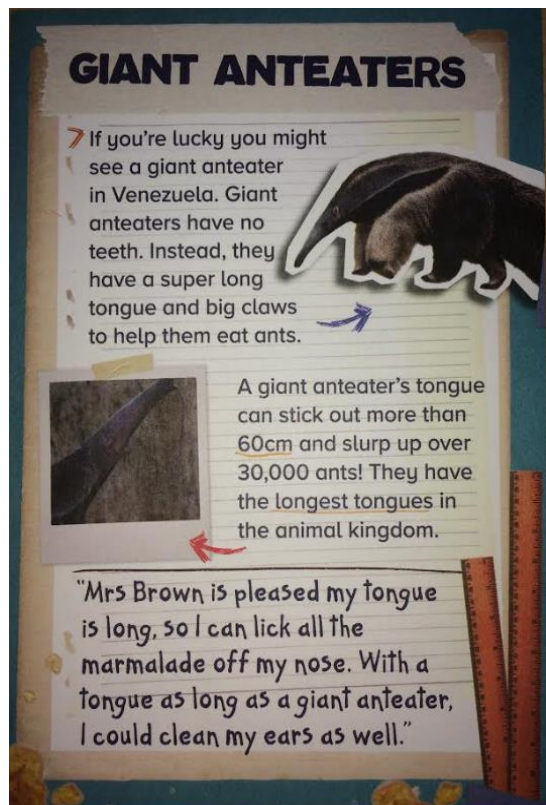 GIANT ANTEATERS
If you're lucky you might
see a giant anteater
in Venezuela. Giant
anteaters have no
teeth. Instead, they
have a super long
tongue and big claws
to help them eat ants.
A giant anteater's tongue
can stick out more than
60cm and slurp up over
30,000 ants! They have
the longest tongues in
the animal kingdom.
"Mrs Brown is pleased my tongue
is long, so I can lick all the
marmalade off my nose. With a
tongue as long as a giant anteater,
I could clean my ears as well."